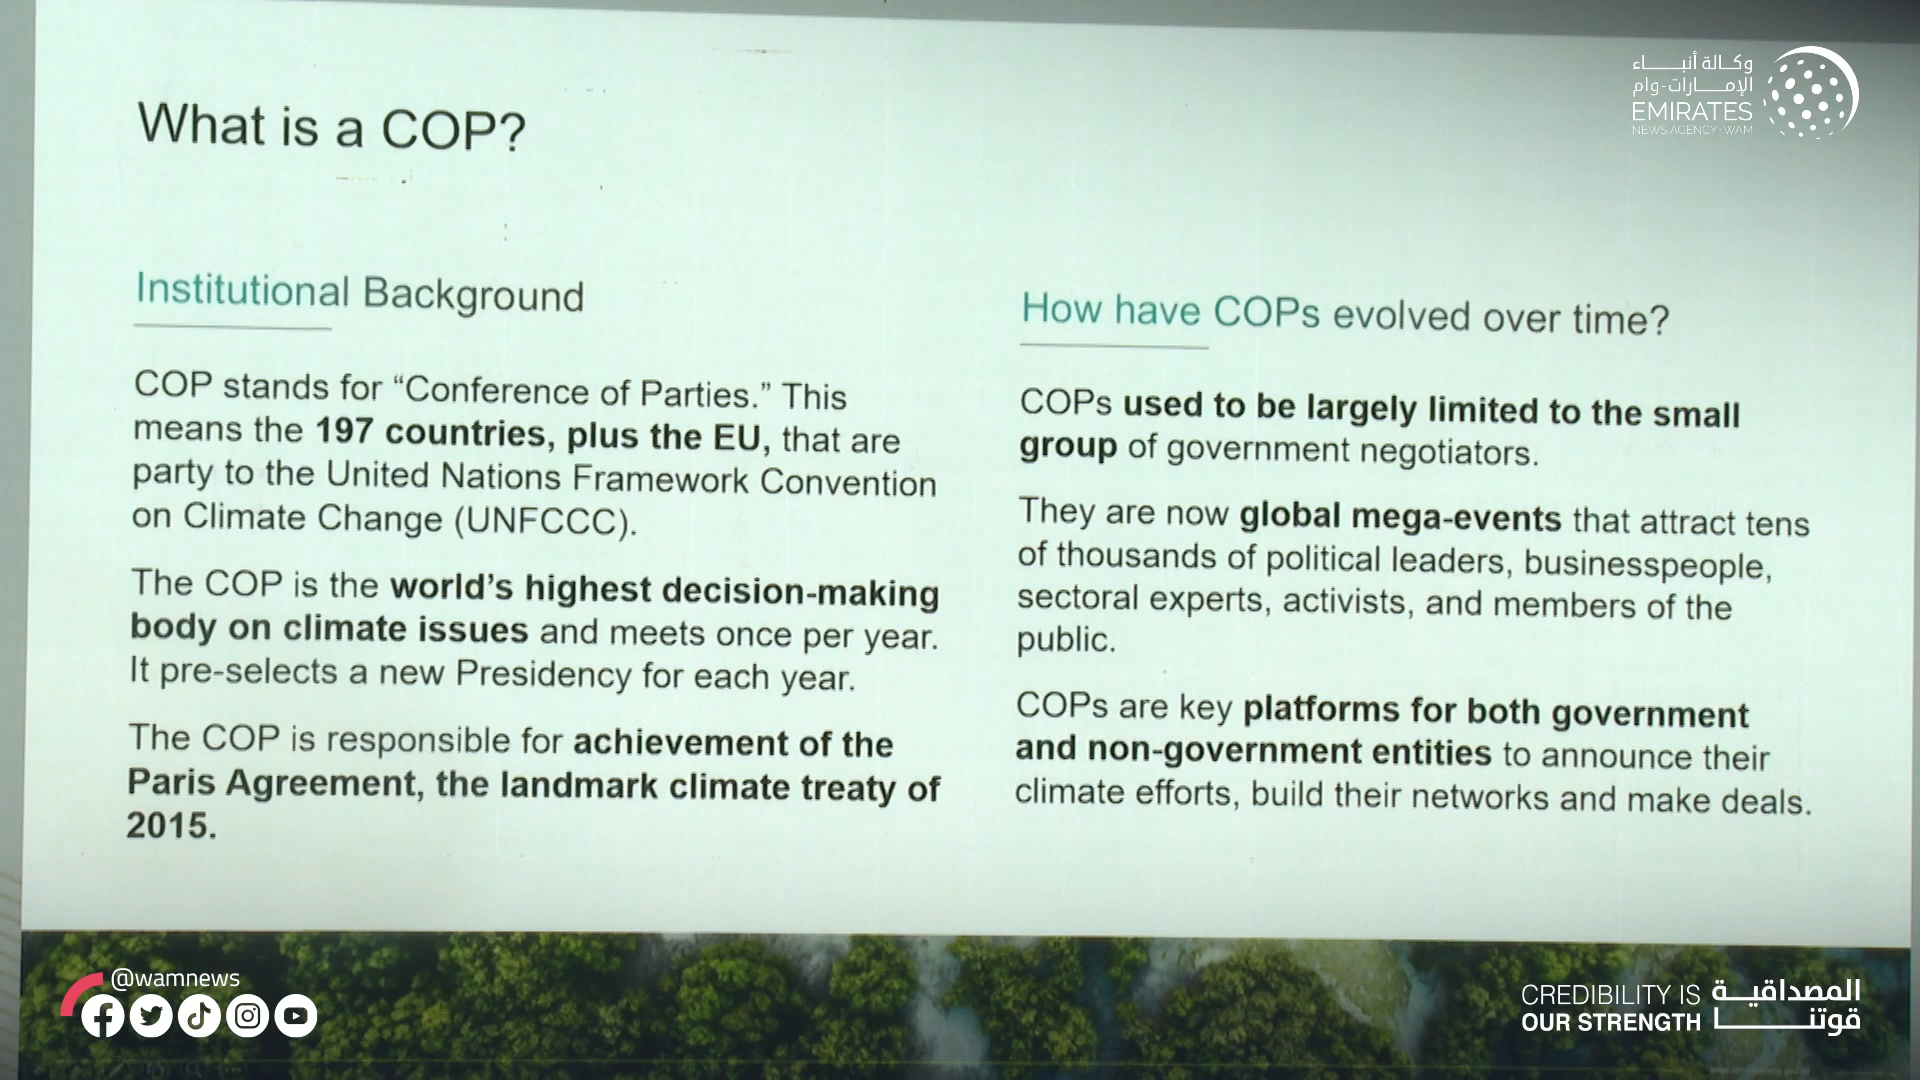 What is a COP?
وكالة أنباء
الإمارات-وام
EMIRATES
NEWS AGENCY-WAM
Institutional Background
COP stands for “Conference of Parties.” This
means the 197 countries, plus the EU, that are
party to the United Nations Framework Convention
on Climate Change (UNFCCC).
The COP is the world’s highest decision-making
body on climate issues and meets once per year.
It pre-selects a new Presidency for each year.
The COP is responsible for achievement of the
Paris Agreement, the landmark climate treaty of
2015.
How have COPs evolved over time?
COPs used to be largely limited to the small
group of government negotiators.
They are now global mega-events that attract tens
of thousands of political leaders, businesspeople,
sectoral experts, activists, and members of the
public.
COPs are key platforms for both government
and non-government entities to announce their
climate efforts, build their networks and make deals.
@wamnews
CREDIBILITY IS
OUR STRENGTH
المصداقية
قوتنا